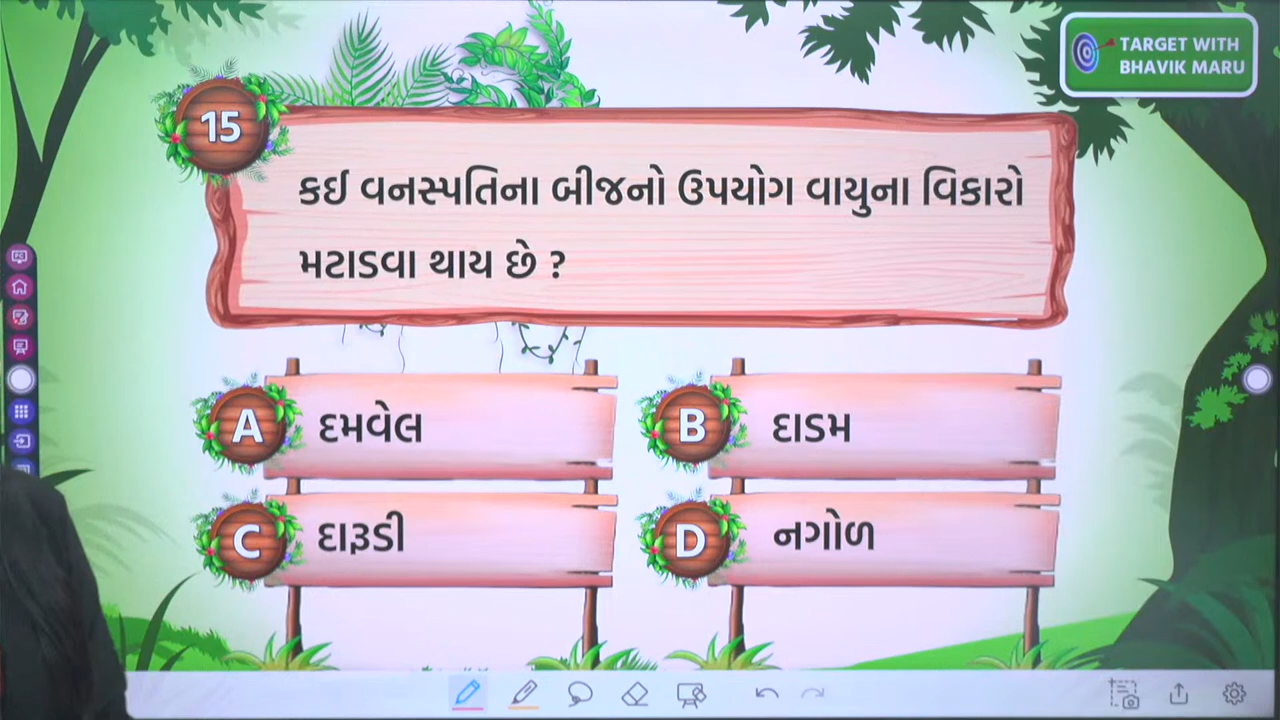 TARGET WITH
BHAVIK MARU
15
કઈ વનસ્પતિના બીજનો ઉપયોગ વાયુના વિકારો
મટાડવા થાય છે ?
A દમવેલ
B દાડમ
C દારૂડી
D નગોળ